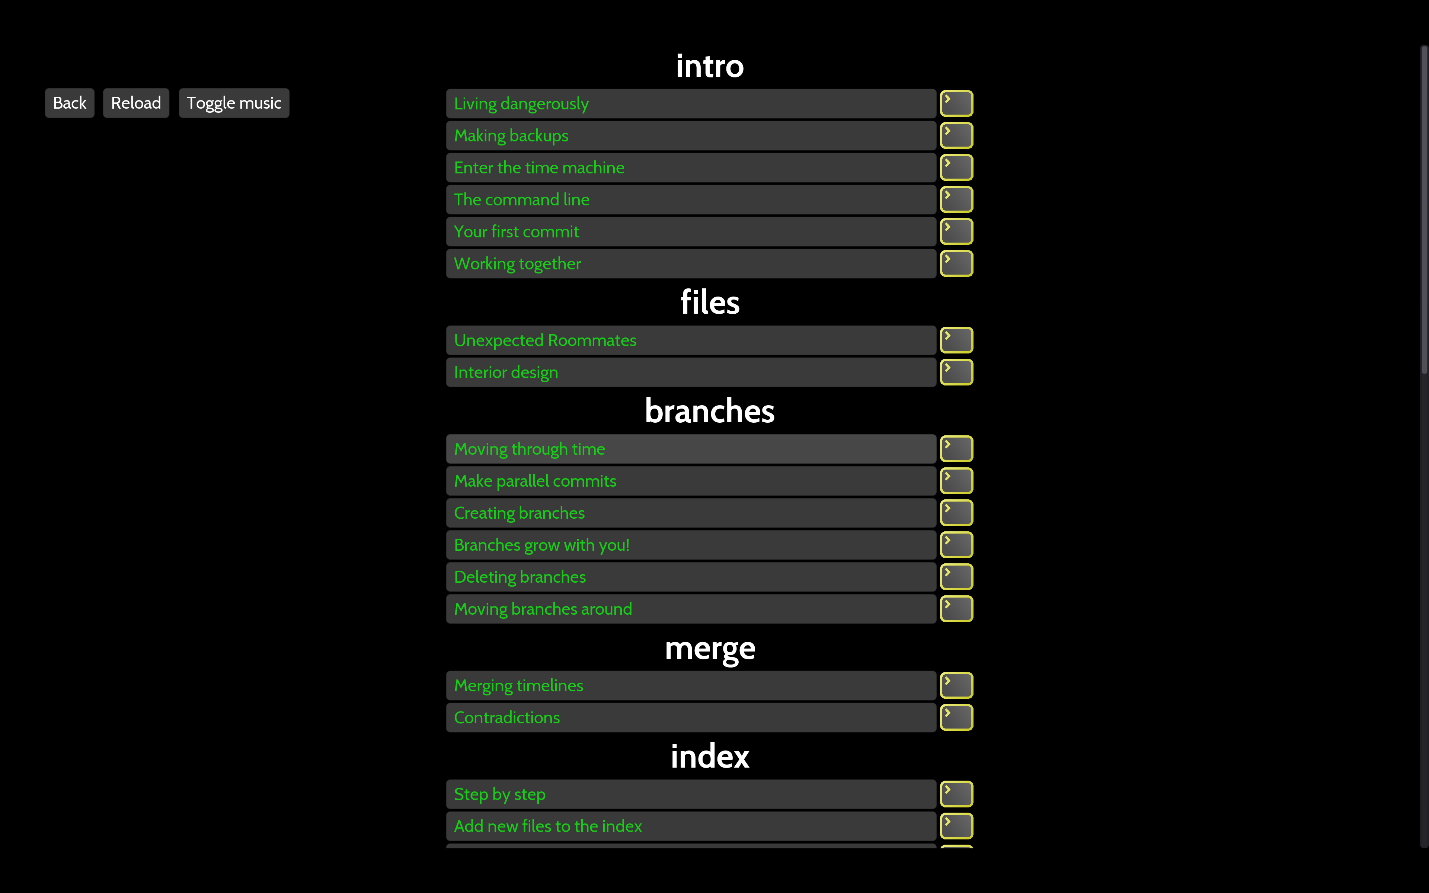 intro
Back
Reload
Toggle music
Living dangerously
Making backups
Enter the time machine
The command line
Your first commit
Working together
files
Unexpected Roommates
Interior design
branches
Moving through time
Make parallel commits
Creating branches
Branches grow with you!
Deleting branches
Moving branches around
merge
Merging timelines
Contradictions
index
Step by step
Add new files to the index